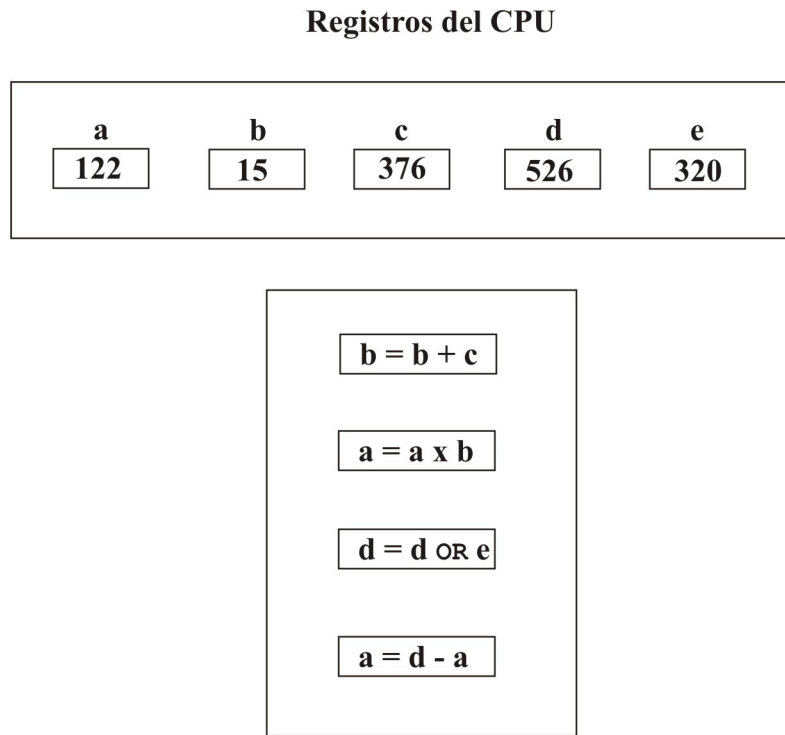 Registros del CPU
a b c d e
122 15 376 526 320
b = b + c
a = a x b
d = d OR e
a = d - a